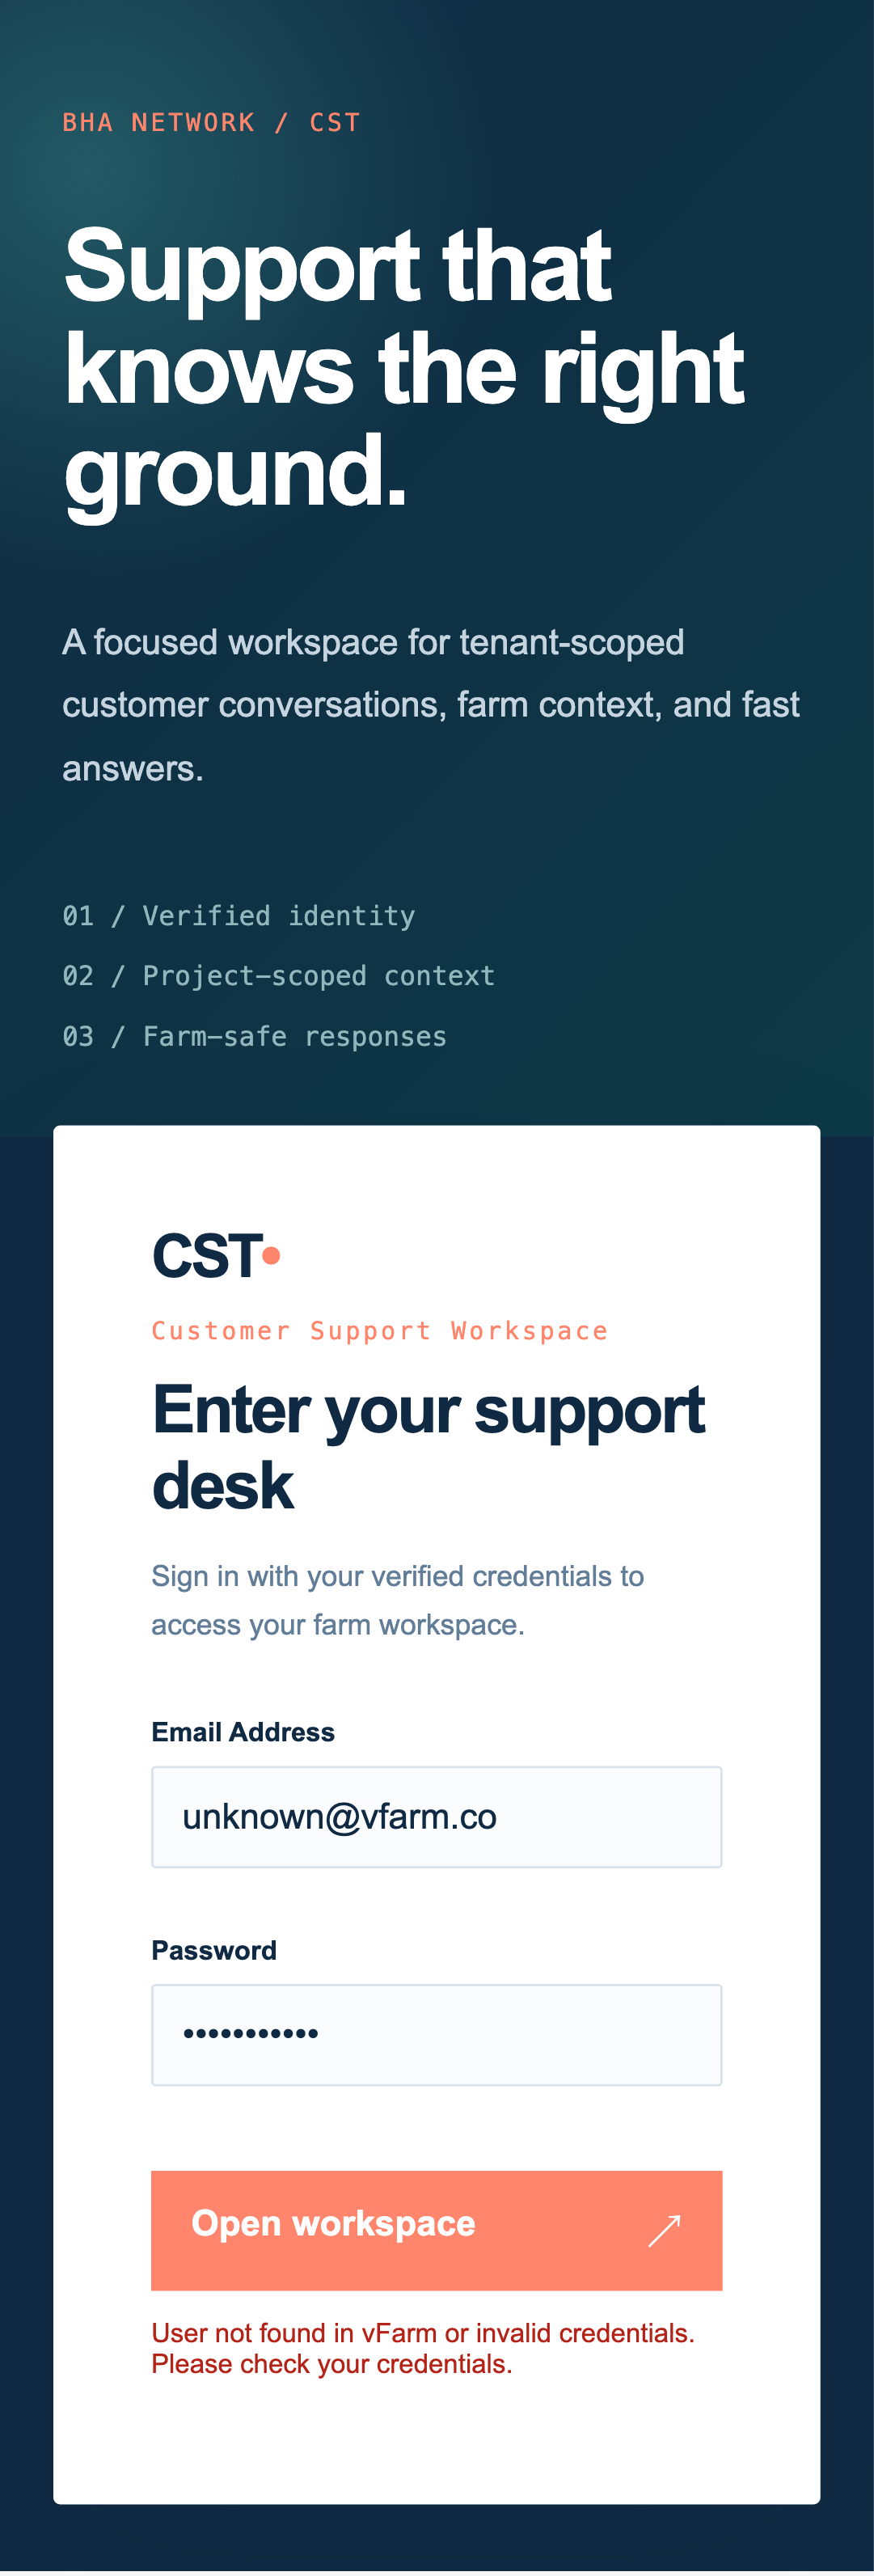 BHA NETWORK / CST
Support that
knows the right
ground.
A focused workspace for tenant-scoped
customer conversations, farm context, and fast
answers.
01 / Verified identity
02 / Project-scoped context
03 / Farm-safe responses
CST
Customer Support Workspace
Enter your support
desk
Sign in with your verified credentials to
access your farm workspace.
Email Address
unknown@vfarm.co
Password
•••••••••••
Open workspace ↗
User not found in vFarm or invalid credentials.
Please check your credentials.